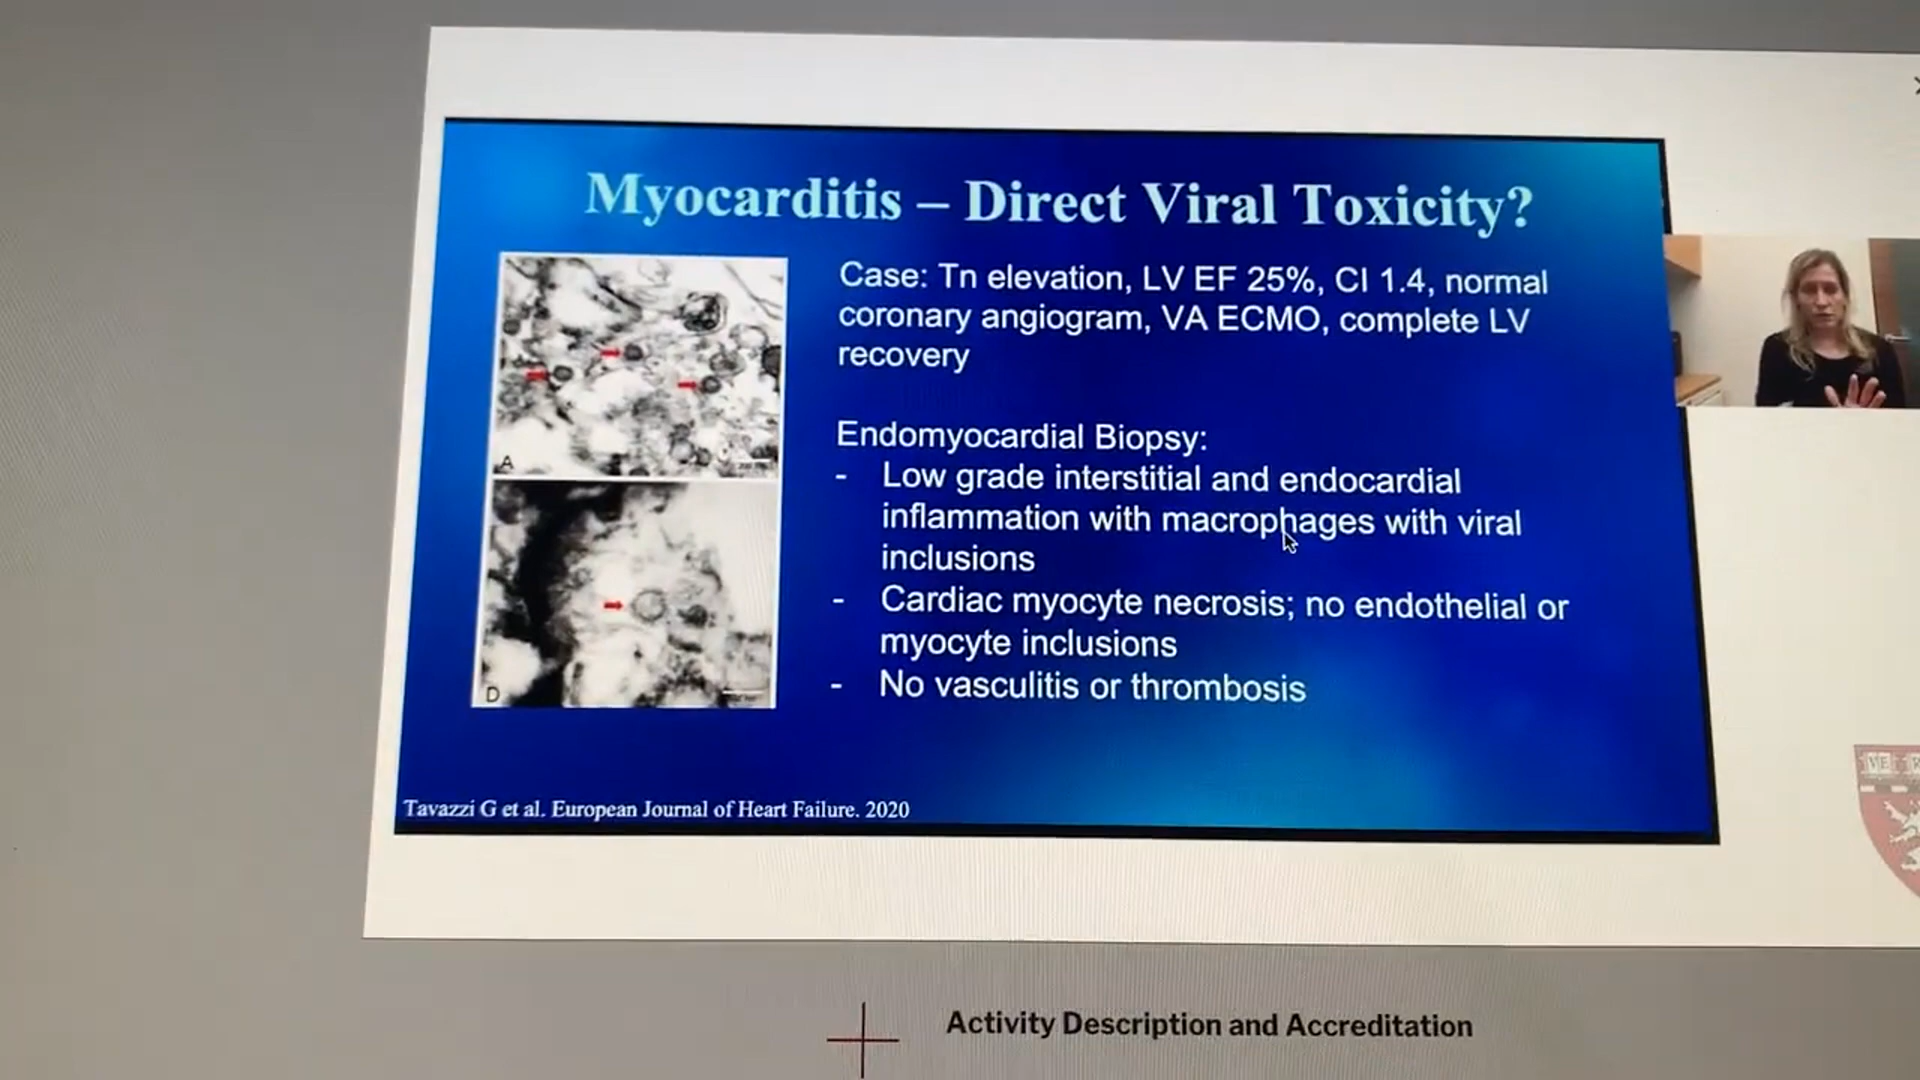 Myocarditis – Direct Viral Toxicity?
Case: Tn elevation, LV EF 25%, CI 1.4, normal
coronary angiogram, VA ECMO, complete LV
recovery
Endomyocardial Biopsy:
- Low grade interstitial and endocardial
inflammation with macrophages with viral
inclusions
- Cardiac myocyte necrosis; no endothelial or
myocyte inclusions
- No vasculitis or thrombosis
A
D
Tavazzi G et al. European Journal of Heart Failure. 2020
VE
Activity Description and Accreditation